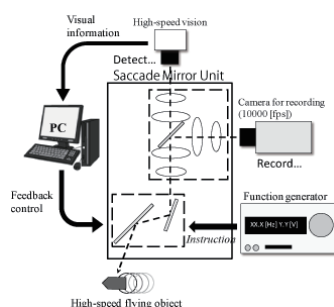 Visual
information
High-speed vision
Detect...
Saccade Mirror Unit
Camera for recording
(10000 [fps])
PC
Record...
Feedback
control
Function generator
XX.X [Hz] Y.Y [V]
Instruction
High-speed flying object